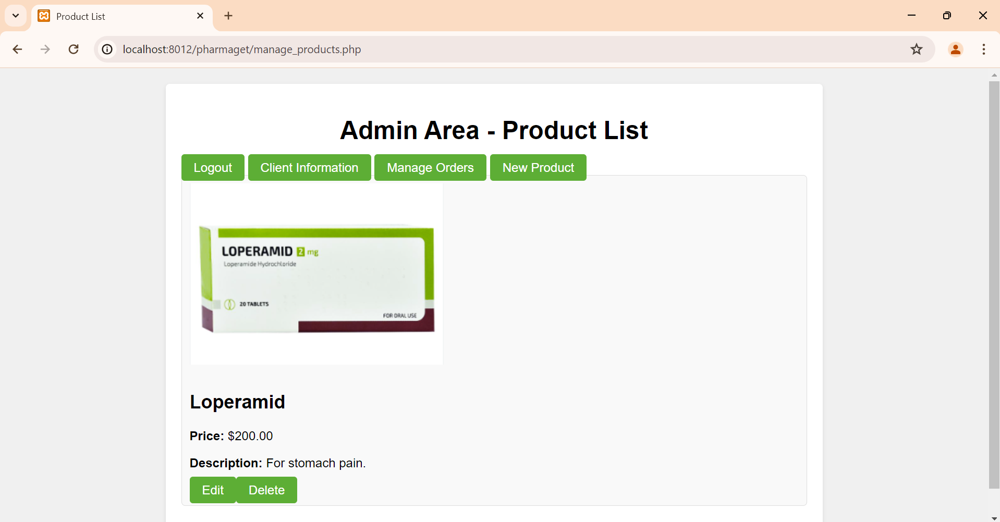 Product List
localhost:8012/pharmaget/manage_products.php
Admin Area - Product List
Logout Client Information Manage Orders New Product
LOPERAMID 2 mg
Loperamide Hydrochloride
20 TABLETS
FOR ORAL USE
Loperamid
Price: $200.00
Description: For stomach pain.
Edit Delete